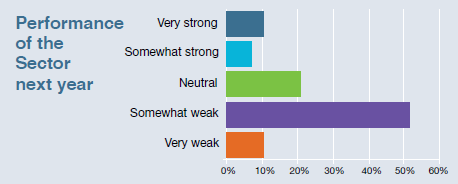 Performance
of the
Sector
next year
Very strong
Somewhat strong
Neutral
Somewhat weak
Very weak
0% 10% 20% 30% 40% 50% 60%